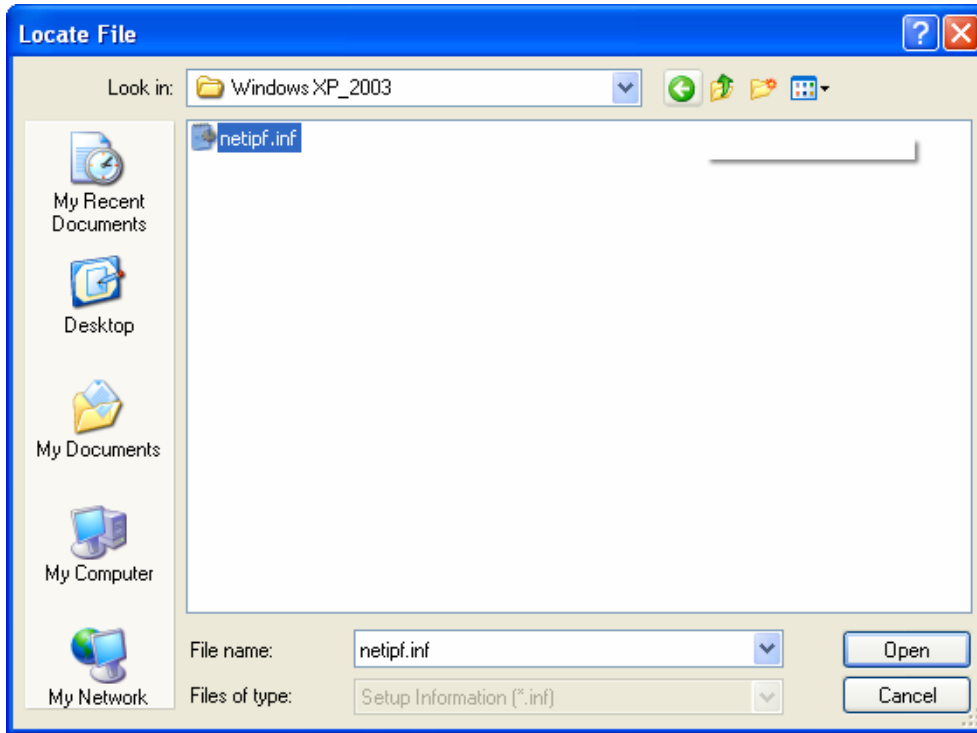 Locate File
Look in:
Windows XP_2003
netipf.inf
My Recent
Documents
Desktop
My Documents
My Computer
My Network
File name:
netipf.inf
Open
Files of type:
Setup Information (*.inf)
Cancel